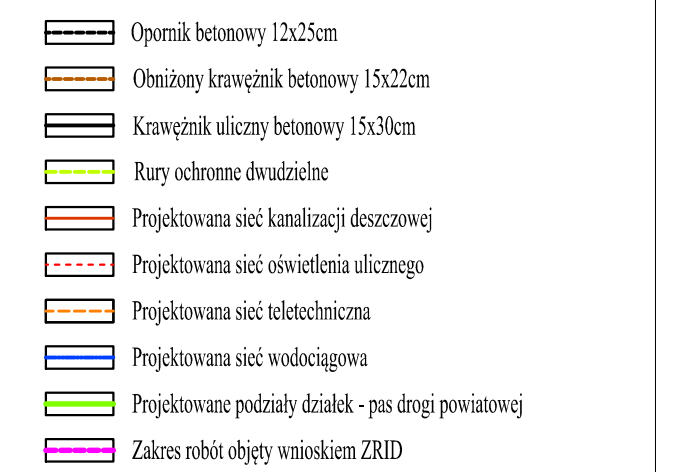 Opornik betonowy 12x25cm
Obniżony krawężnik betonowy 15x22cm
Krawężnik uliczny betonowy 15x30cm
Rury ochronne dwudzielne
Projektowana sieć kanalizacji deszczowej
Projektowana sieć oświetlenia ulicznego
Projektowana sieć teletechniczna
Projektowana sieć wodociągowa
Projektowane podziały działek - pas drogi powiatowej
Zakres robót objęty wnioskiem ZRID